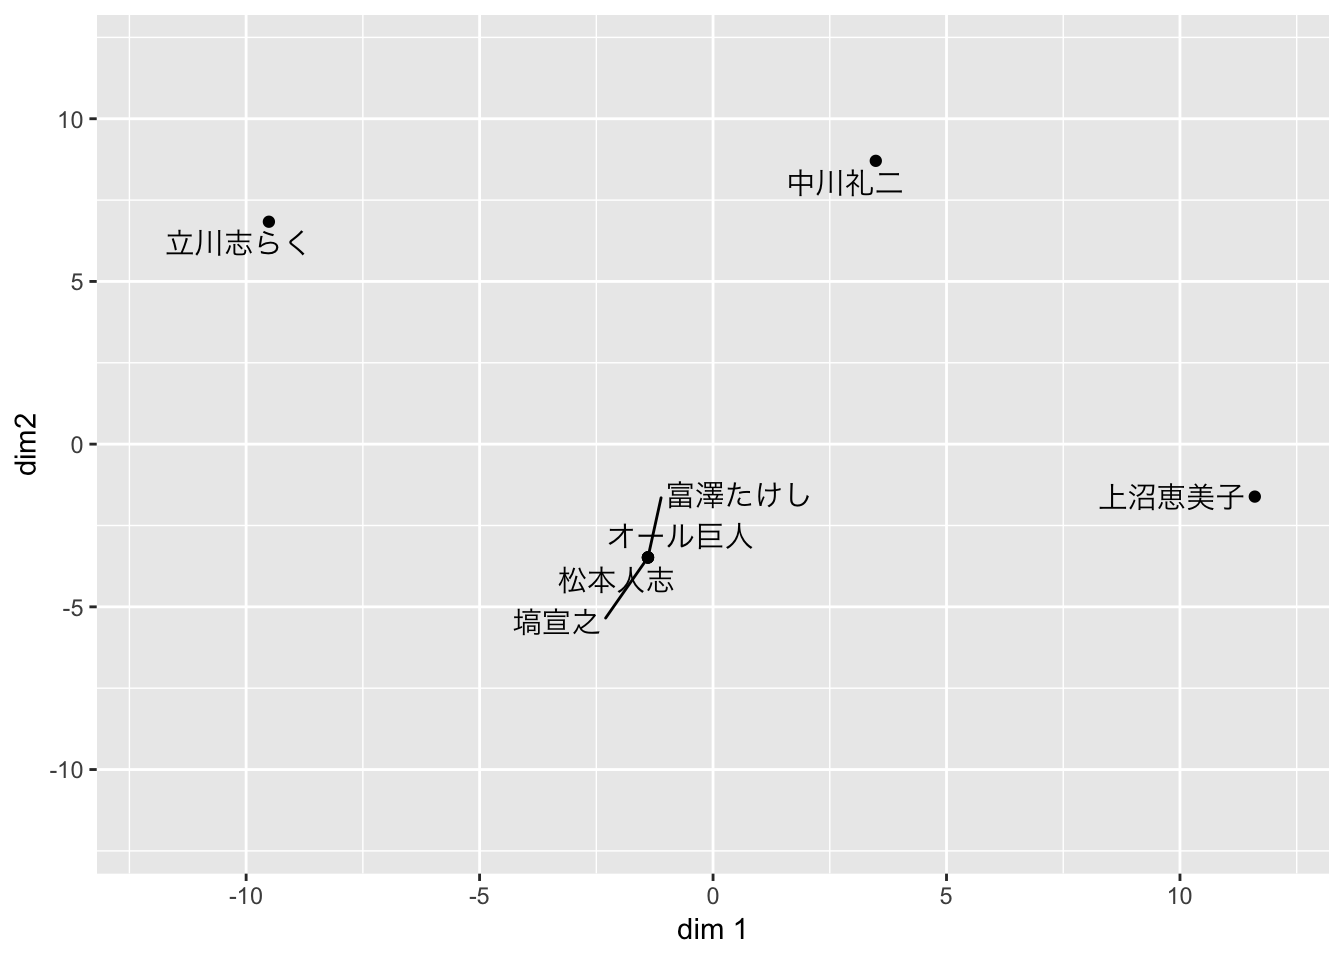 10
5
0
-5
-10
dim2
中川礼二
立川志らく
富澤たけし
上沼恵美子
オール巨人
松本人志
塙宣之
-10
-5
0
5
10
dim 1